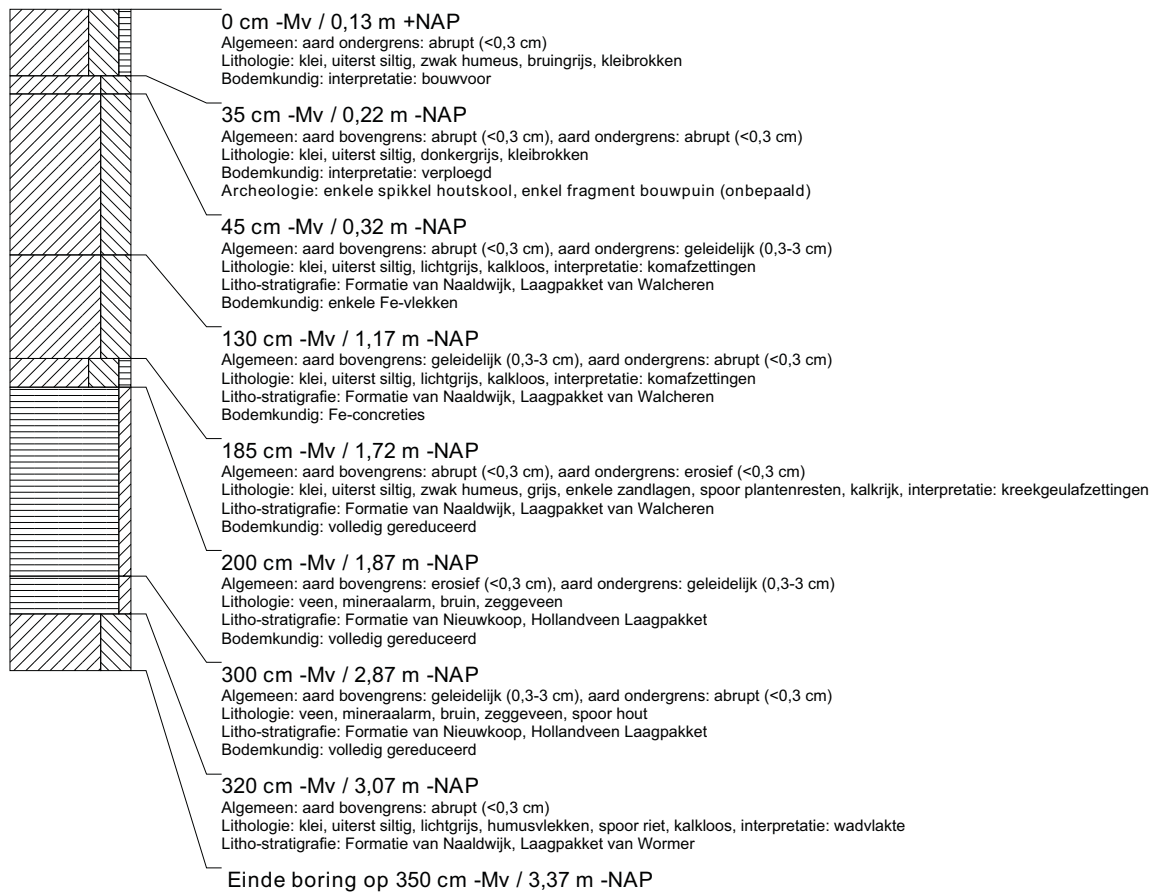 0 cm -Mv / 0,13 m +NAP
Algemeen: aard ondergrens: abrupt (<0,3 cm)
Lithologie: klei, uiterst siltig, zwak humeus, bruingrijs, kleibrokken
Bodemkundig: interpretatie: bouwvoor
35 cm -Mv / 0,22 m -NAP
Algemeen: aard bovengrens: abrupt (<0,3 cm), aard ondergrens: abrupt (<0,3 cm)
Lithologie: klei, uiterst siltig, donkergrijs, kleibrokken
Bodemkundig: interpretatie: verploegd
Archeologie: enkele spikkel houtskool, enkel fragment bouwpuin (onbepaald)
45 cm -Mv / 0,32 m -NAP
Algemeen: aard bovengrens: abrupt (<0,3 cm), aard ondergrens: geleidelijk (0,3-3 cm)
Lithologie: klei, uiterst siltig, lichtgrijs, kalkloos, interpretatie: komafzettingen
Litho-stratigrafie: Formatie van Naaldwijk, Laagpakket van Walcheren
Bodemkundig: enkele Fe-vlekken
130 cm -Mv / 1,17 m -NAP
Algemeen: aard bovengrens: geleidelijk (0,3-3 cm), aard ondergrens: abrupt (<0,3 cm)
Lithologie: klei, uiterst siltig, lichtgrijs, kalkloos, interpretatie: komafzettingen
Litho-stratigrafie: Formatie van Naaldwijk, Laagpakket van Walcheren
Bodemkundig: Fe-concreties
185 cm -Mv / 1,72 m -NAP
Algemeen: aard bovengrens: abrupt (<0,3 cm), aard ondergrens: erosief (<0,3 cm)
Lithologie: klei, uiterst siltig, zwak humeus, grijs, enkele zandlagen, spoor plantenresten, kalkrijk, interpretatie: kreekgeulafzettingen
Litho-stratigrafie: Formatie van Naaldwijk, Laagpakket van Walcheren
Bodemkundig: volledig gereduceerd
200 cm -Mv / 1,87 m -NAP
Algemeen: aard bovengrens: erosief (<0,3 cm), aard ondergrens: geleidelijk (0,3-3 cm)
Lithologie: veen, mineraalarm, bruin, zeggeveen
Litho-stratigrafie: Formatie van Nieuwkoop, Hollandveen Laagpakket
Bodemkundig: volledig gereduceerd
300 cm -Mv / 2,87 m -NAP
Algemeen: aard bovengrens: geleidelijk (0,3-3 cm), aard ondergrens: abrupt (<0,3 cm)
Lithologie: veen, mineraalarm, bruin, zeggeveen, spoor hout
Litho-stratigrafie: Formatie van Nieuwkoop, Hollandveen Laagpakket
Bodemkundig: volledig gereduceerd
320 cm -Mv / 3,07 m -NAP
Algemeen: aard bovengrens: abrupt (<0,3 cm)
Lithologie: klei, uiterst siltig, lichtgrijs, humusvlekken, spoor riet, kalkloos, interpretatie: wadvlakte
Litho-stratigrafie: Formatie van Naaldwijk, Laagpakket van Wormer
Einde boring op 350 cm -Mv / 3,37 m -NAP